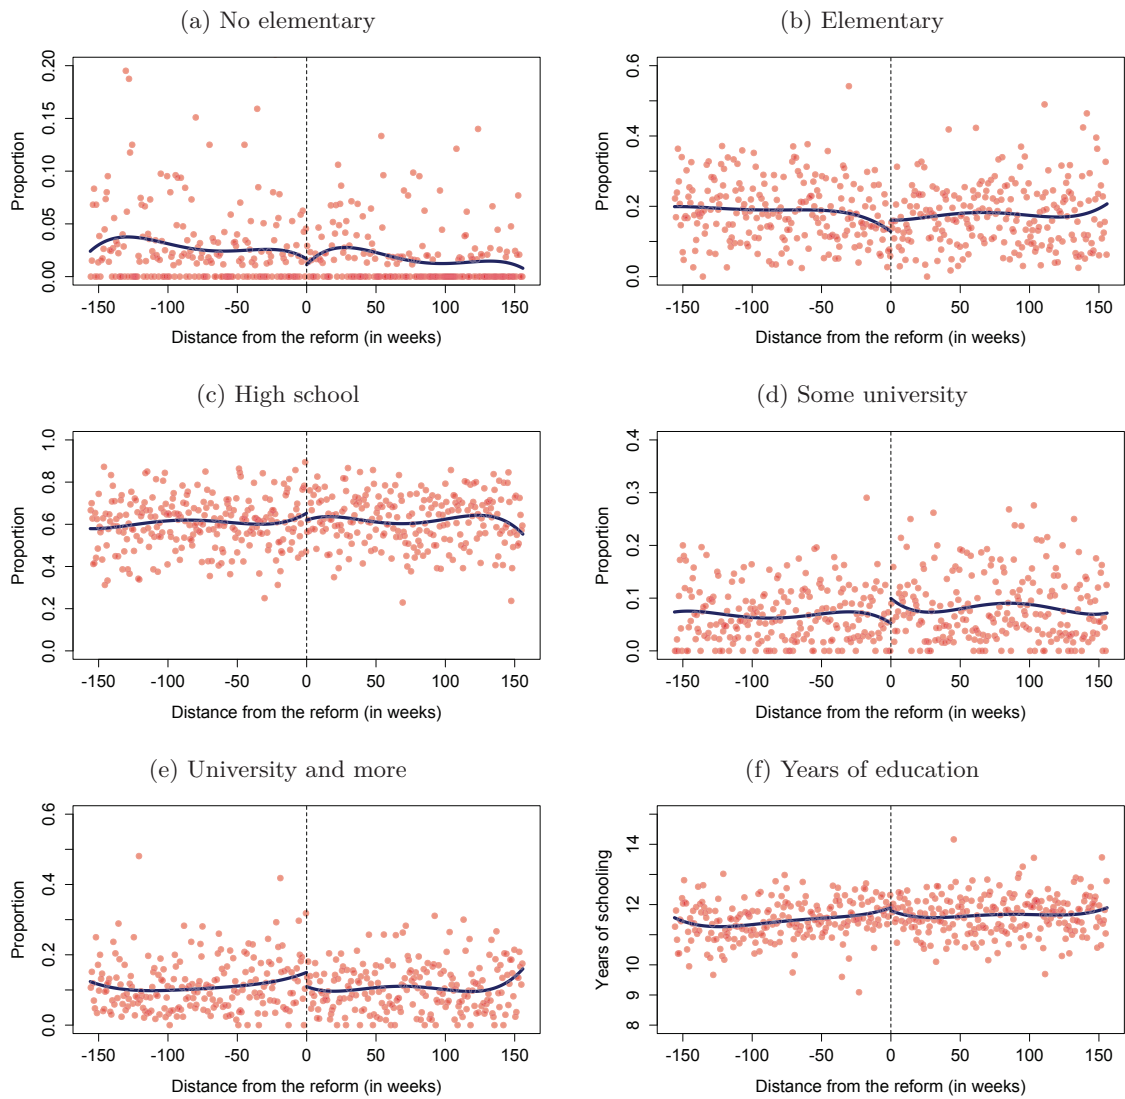 (a) No elementary
(b) Elementary
Proportion
0.00 0.05 0.10 0.15 0.20
-150 -100 -50 0 50 100 150
Distance from the reform (in weeks)
Proportion
0.0 0.2 0.4 0.6
-150 -100 -50 0 50 100 150
Distance from the reform (in weeks)
(c) High school
(d) Some university
Proportion
0.0 0.2 0.4 0.6 0.8 1.0
-150 -100 -50 0 50 100 150
Distance from the reform (in weeks)
Proportion
0.0 0.1 0.2 0.3 0.4
-150 -100 -50 0 50 100 150
Distance from the reform (in weeks)
(e) University and more
(f) Years of education
Proportion
0.0 0.2 0.4 0.6
-150 -100 -50 0 50 100 150
Distance from the reform (in weeks)
Years of schooling
8 9 10 11 12 14
-150 -100 -50 0 50 100 150
Distance from the reform (in weeks)